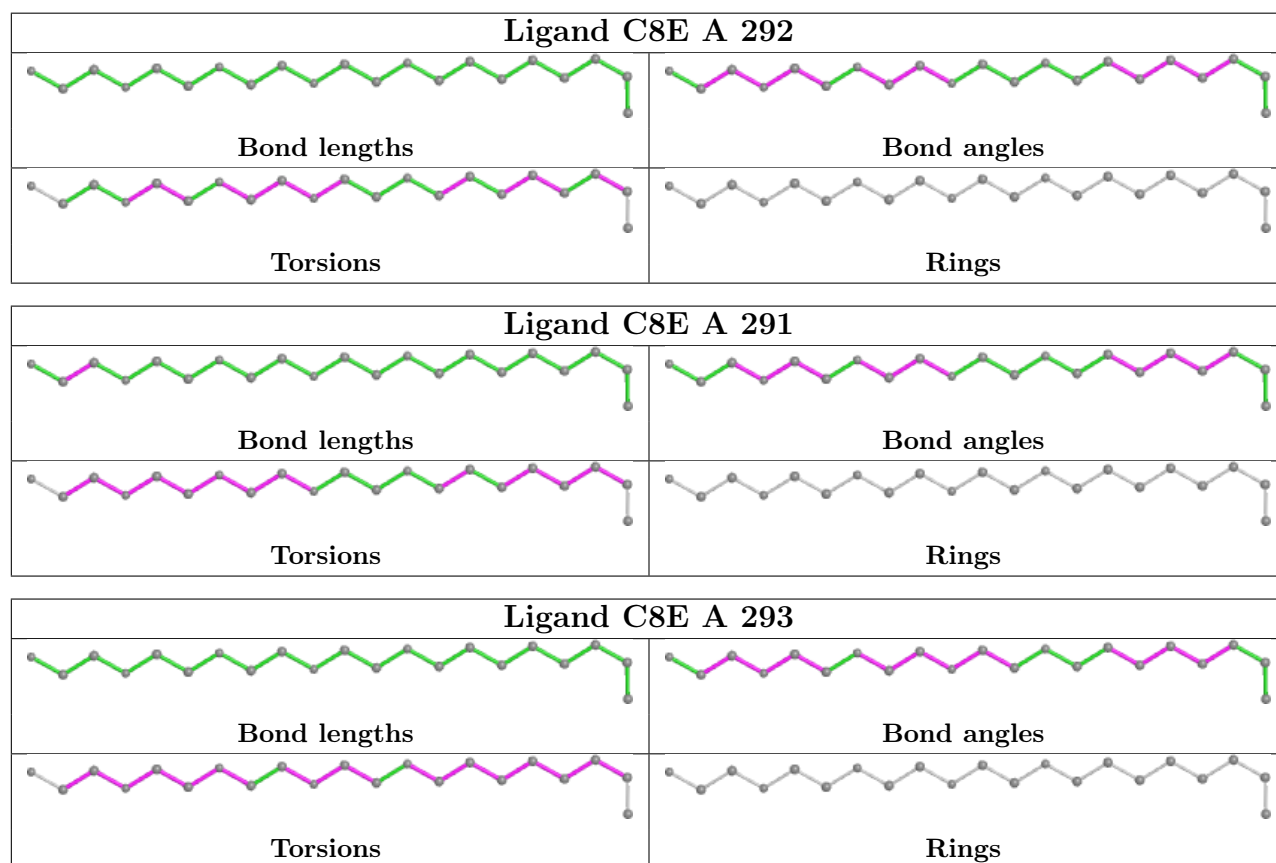 Ligand C8E A 292
Bond lengths
Bond angles
Torsions
Rings
Ligand C8E A 291
Bond lengths
Bond angles
Torsions
Rings
Ligand C8E A 293
Bond lengths
Bond angles
Torsions
Rings